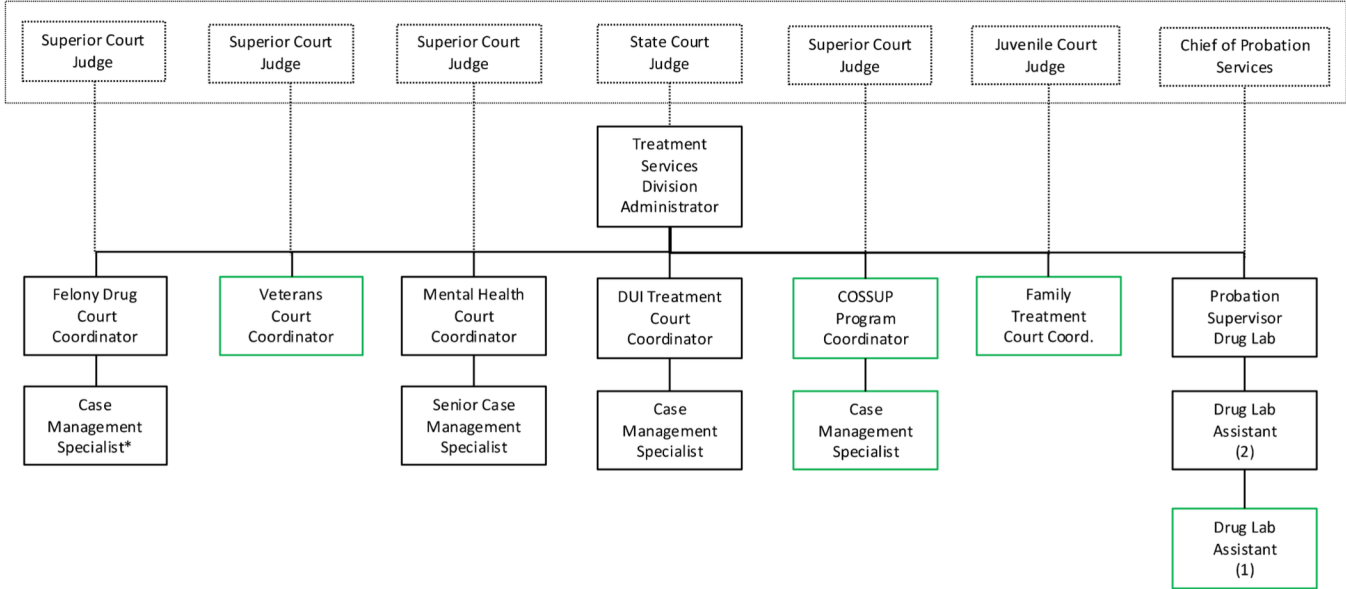 Superior Court
Judge
Superior Court
Judge
Superior Court
Judge
State Court
Judge
Superior Court
Judge
Juvenile Court
Judge
Chief of Probation
Services
Treatment
Services
Division
Administrator
Felony Drug
Court
Coordinator
Veterans
Court
Coordinator
Mental Health
Court
Coordinator
DUI Treatment
Court
Coordinator
COSSUP
Program
Coordinator
Family
Treatment
Court Coord.
Probation
Supervisor
Drug Lab
Case
Management
Specialist*
Senior Case
Management
Specialist
Case
Management
Specialist
Case
Management
Specialist
Drug Lab
Assistant
(2)
Drug Lab
Assistant
(1)